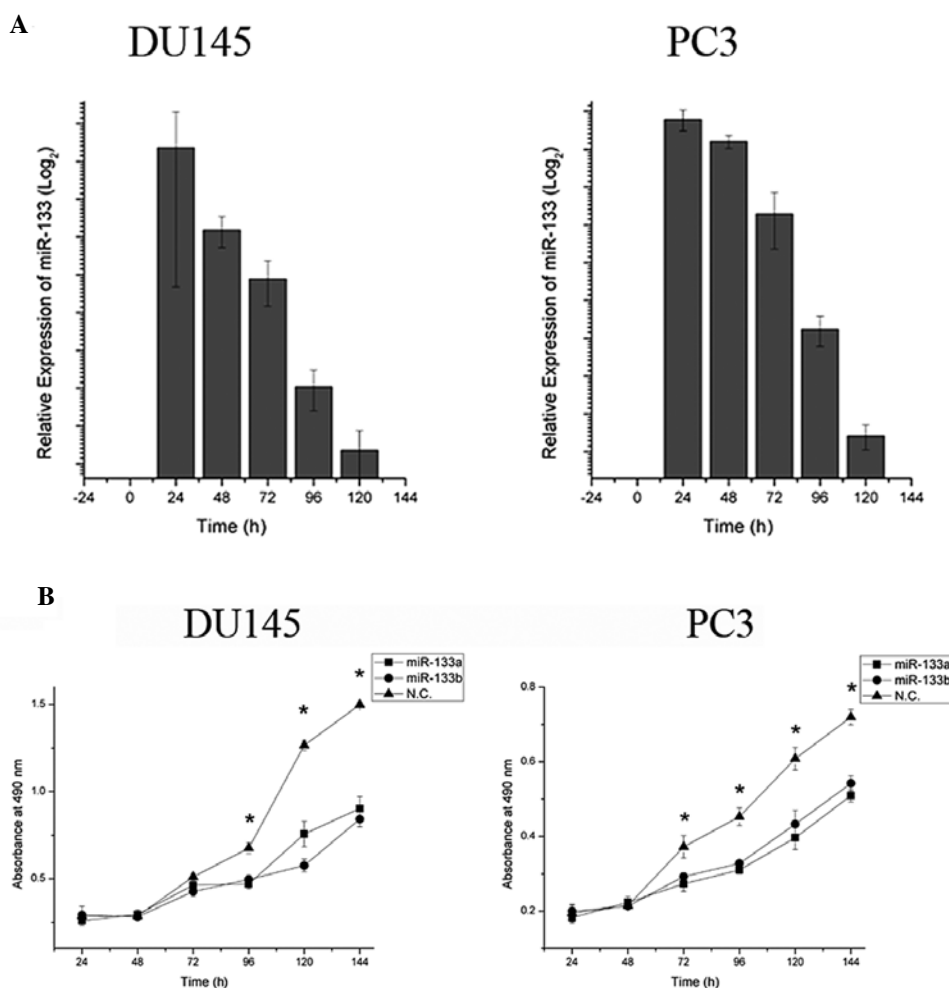 A
DU145
PC3
Relative Expression of miR-133 (Log2)
-24 0 24 48 72 96 120 144
Time (h)
Relative Expression of miR-133 (Log2)
-24 0 24 48 72 96 120 144
Time (h)
B
DU145
PC3
miR-133a
miR-133b
N.C.
* * *
1.5
1.0
0.5
Absorbance at 490 nm
24 48 72 96 120 144
Time (h)
miR-133a
miR-133b
N.C.
* * * *
0.8
0.6
0.4
0.2
Absorbance at 490 nm
24 48 72 96 120 144
Time (h)